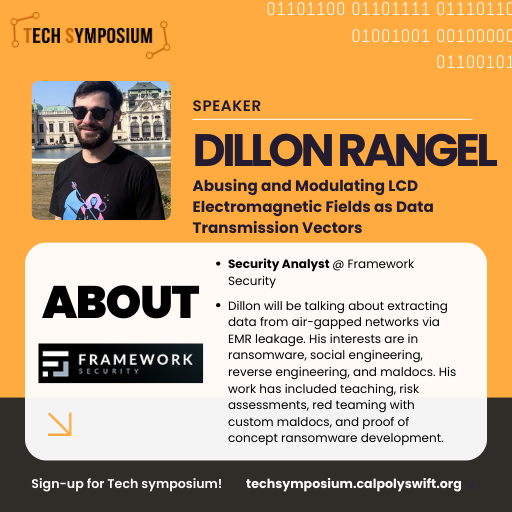 TECH SYMPOSIUM
01101100 01101111 0111011
01001001 0010000
0110010
SPEAKER
DILLON RANGEL
Abusing and Modulating LCD
Electromagnetic Fields as Data
Transmission Vectors
ABOUT
FRAMEWORK
SECURITY
• Security Analyst @ Framework
Security
• Dillon will be talking about extracting
data from air-gapped networks via
EMR leakage. His interests are in
ransomware, social engineering,
reverse engineering, and maldocs. His
work has included teaching, risk
assessments, red teaming with
custom maldocs, and proof of
concept ransomware development.
Sign-up for Tech symposium!
techsymposium.calpolyswift.org